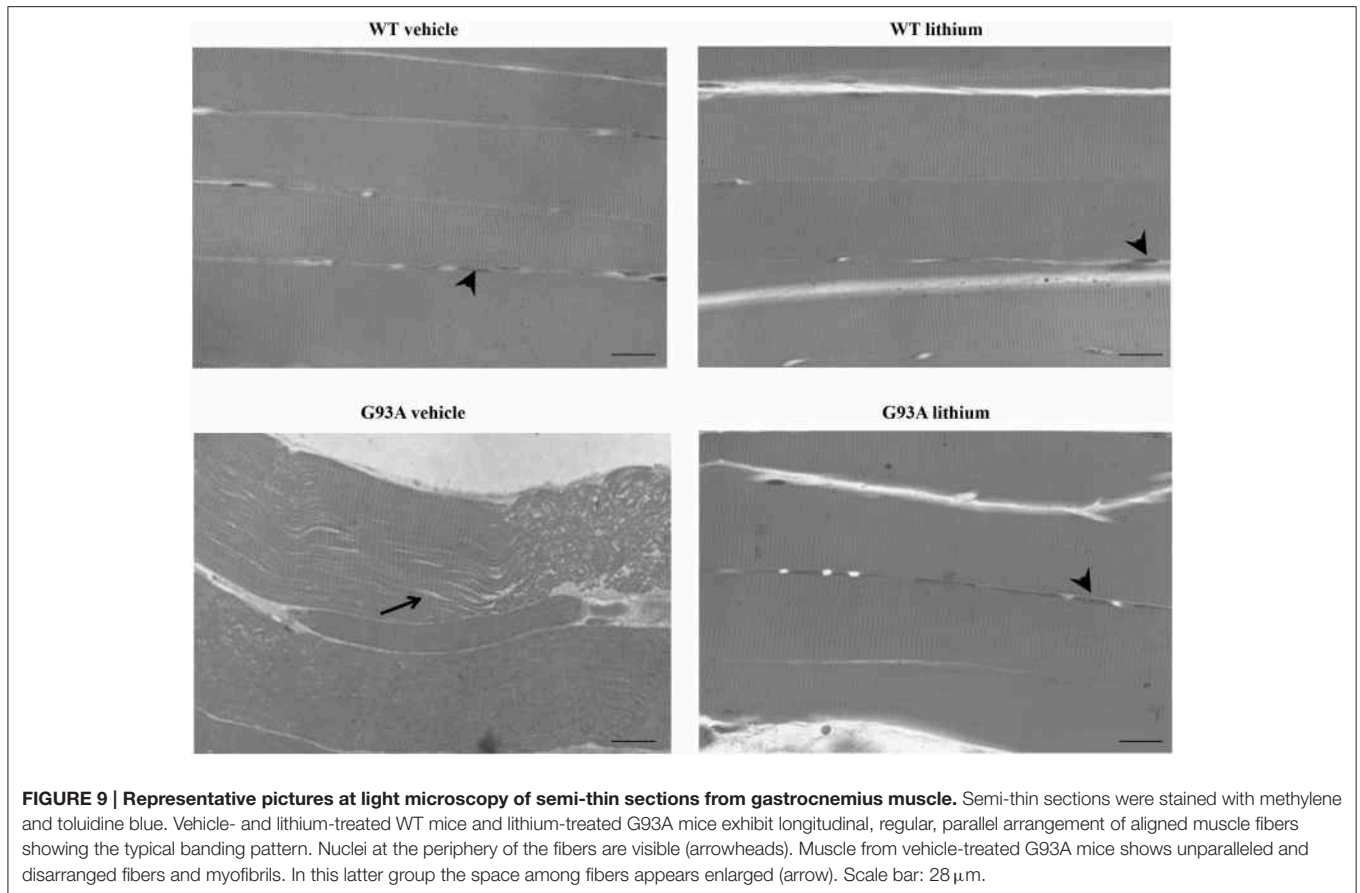 WT vehicle
WT lithium
G93A vehicle
G93A lithium
FIGURE 9 | Representative pictures at light microscopy of semi-thin sections from gastrocnemius muscle. Semi-thin sections were stained with methylene
and toluidine blue. Vehicle- and lithium-treated WT mice and lithium-treated G93A mice exhibit longitudinal, regular, parallel arrangement of aligned muscle fibers
showing the typical banding pattern. Nuclei at the periphery of the fibers are visible (arrowheads). Muscle from vehicle-treated G93A mice shows unparalleled and
disarranged fibers and myofibrils. In this latter group the space among fibers appears enlarged (arrow). Scale bar: 28 μm.